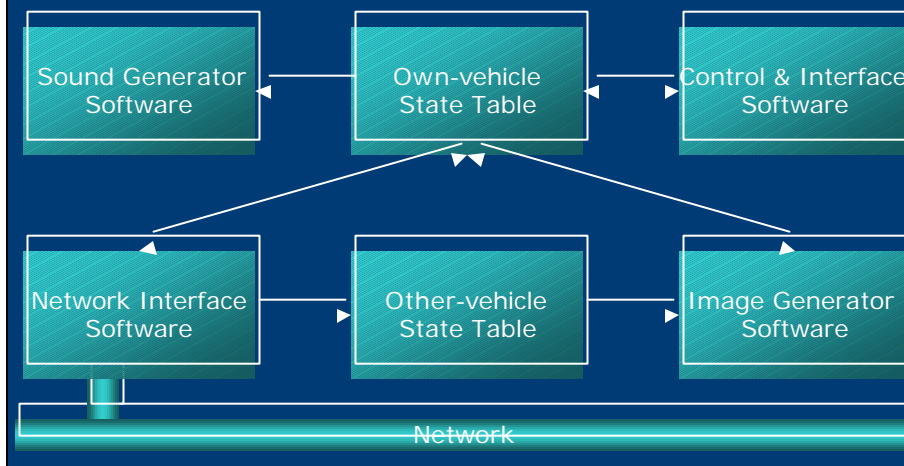 Sound Generator
Software
Own-vehicle
State Table
Control & Interface
Software
Network Interface
Software
Other-vehicle
State Table
Image Generator
Software
Network